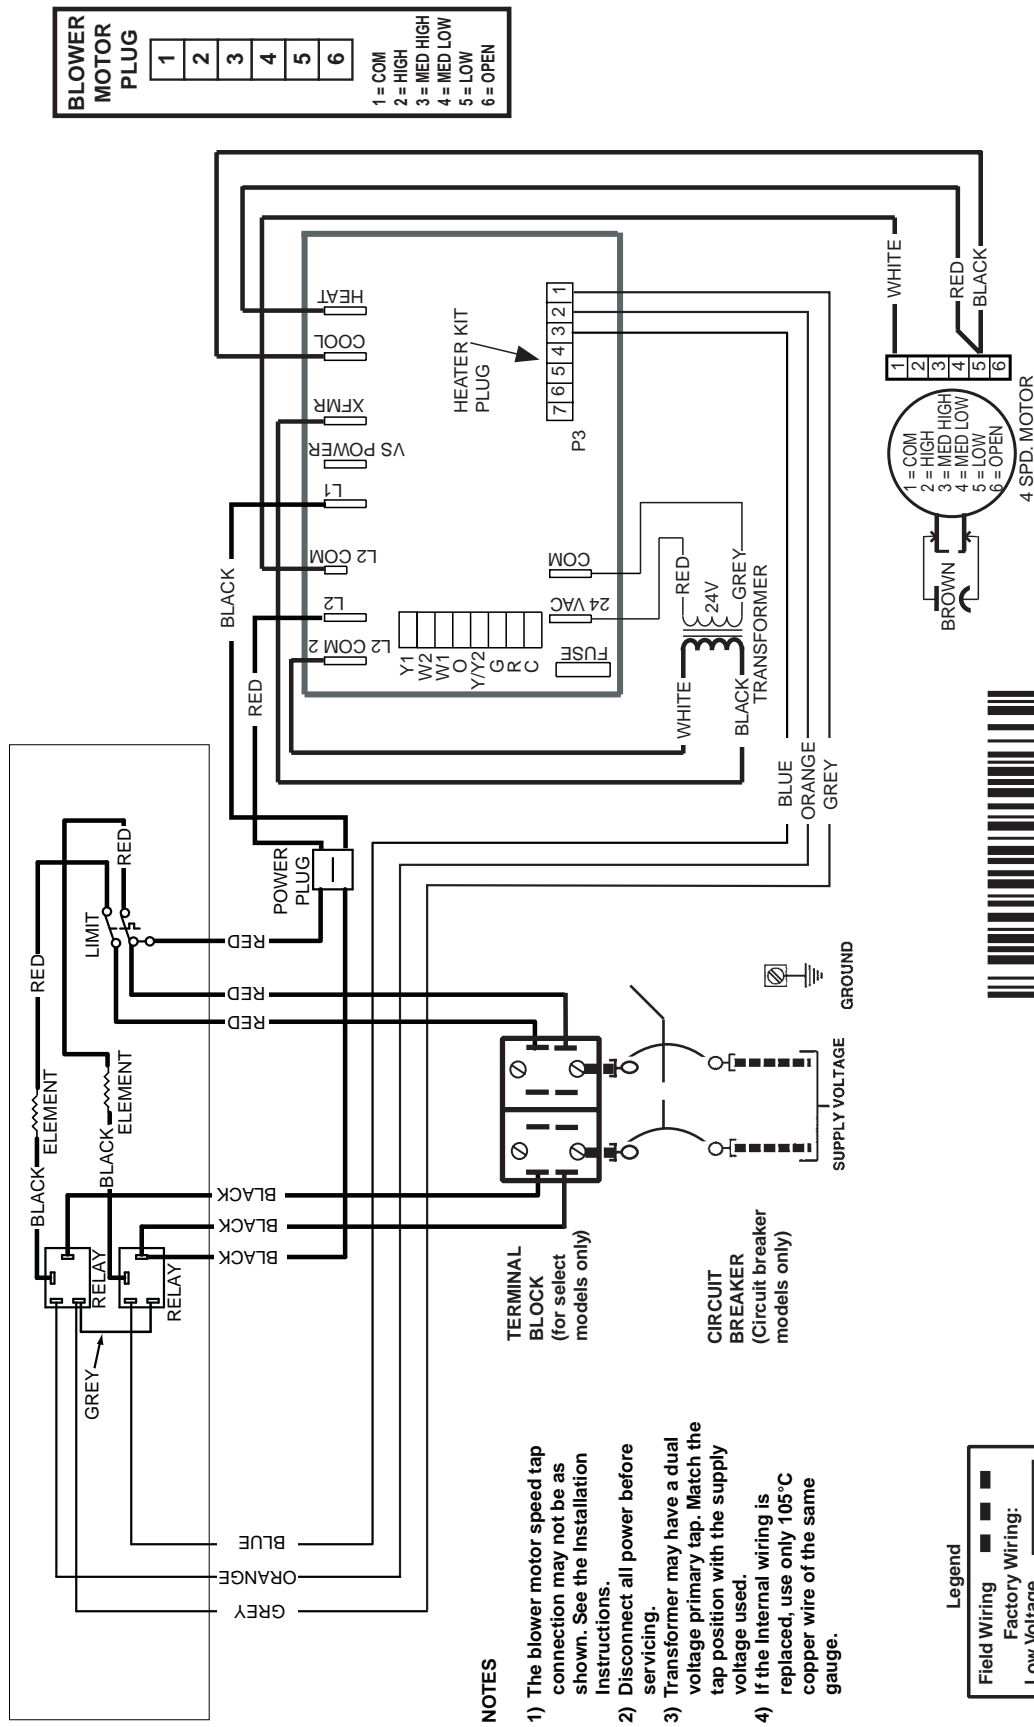 BLOWER
MOTOR
PLUG
1
2
3
4
5
6
1 = COM
2 = HIGH
3 = MED HIGH
4 = MED LOW
5 = LOW
6 = OPEN
RED
RED
LIMIT
ELEMENT
ELEMENT
BLACK
BLACK
RELAY
RELAY
GREY
RED
RED
RED
BLACK
BLACK
BLACK
BLUE
ORANGE
GREY
POWER
PLUG
BLACK
RED
HEAT
COOL
XFMR
VS POWER
L1
L2 COM
L2
L2 COM 2
Y1
W2
W1
O
Y/Y2
G
R
C
HEATER KIT
PLUG
7 6 5 4 3 2 1
P3
COM
24 VAC
FUSE
RED
24V
GREY
WHITE
BLACK
TRANSFORMER
BLUE
ORANGE
GREY
WHITE
RED
BLACK
1
2
3
4
5
6
1 = COM
2 = HIGH
3 = MED HIGH
4 = MED LOW
5 = LOW
6 = OPEN
4 SPD. MOTOR
BROWN
GROUND
SUPPLY VOLTAGE
TERMINAL
BLOCK
(for select
models only)
CIRCUIT
BREAKER
(Circuit breaker
models only)
NOTES
1) The blower motor speed tap
connection may not be as
shown. See the Installation
Instructions.
2) Disconnect all power before
servicing.
3) Transformer may have a dual
voltage primary tap. Match the
tap position with the supply
voltage used.
4) If the Internal wiring is
replaced, use only 105°C
copper wire of the same
gauge.
Legend
Field Wiring
Factory Wiring:
Low Voltage